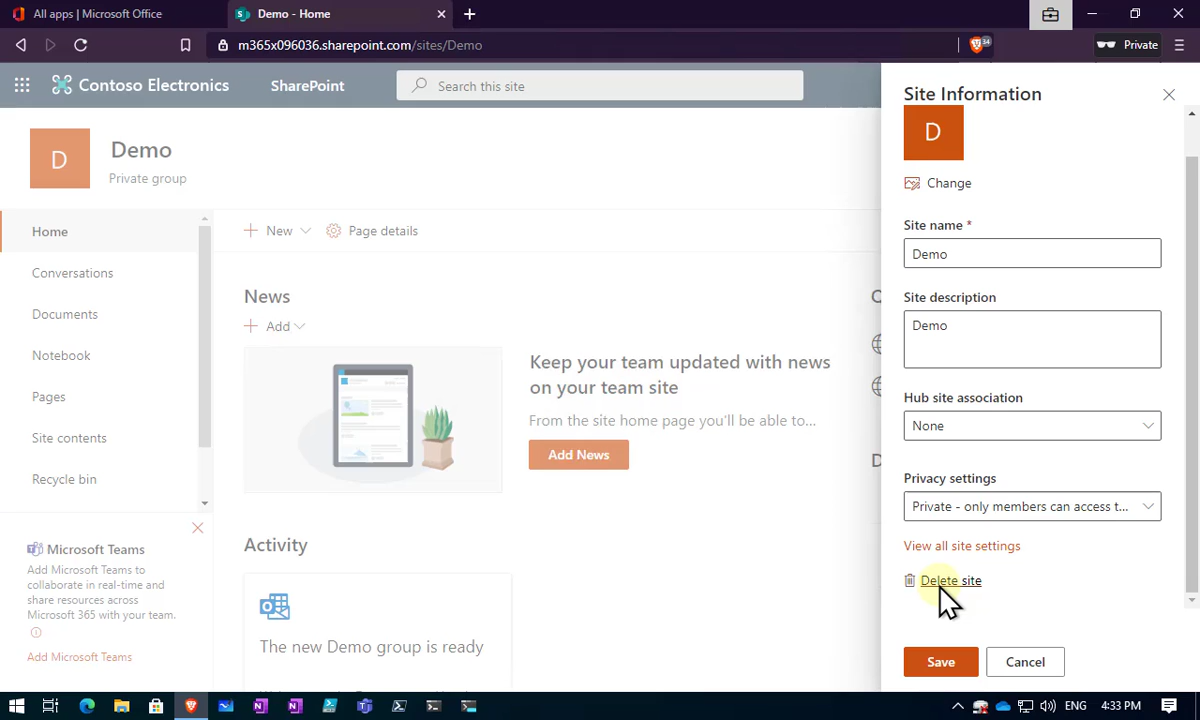 All apps | Microsoft Office
Demo - Home
m365x096036.sharepoint.com/sites/Demo
34
Private
Contoso Electronics
SharePoint
Search this site
D
Demo
Private group
Home
Conversations
Documents
Notebook
Pages
Site contents
Recycle bin
Microsoft Teams
Add Microsoft Teams to
collaborate in real-time and
share resources across
Microsoft 365 with your team.
Add Microsoft Teams
New
Page details
News
Add
Keep your team updated with news
on your team site
From the site home page you'll be able to...
Add News
Activity
The new Demo group is ready
Q
D
Site Information
D
Change
Site name *
Demo
Site description
Demo
Hub site association
None
Privacy settings
Private - only members can access t...
View all site settings
Delete site
Save
Cancel
ENG
4:33 PM